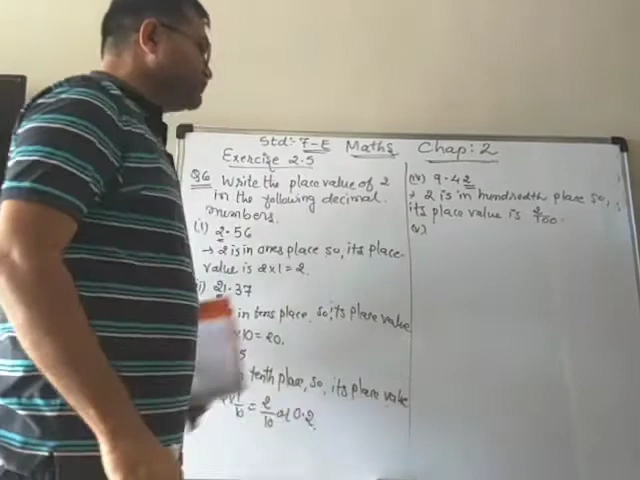 Std:- 7-E Maths Chap: 2
Exercise 2.5
Q6 Write the place value of 2
in the following decimal
numbers.
(i) 2.56
→ 2 is in ones place so, its place
value is 2x1 = 2.
21.37
in tens place. so, its place value
x10 = 20.
5
tenth place, so, its place value
1/10 = 2/10 or 0.2.
(iv) 9.42
→ 2 is in hundredth place so,
its place value is 2/100.
(v)